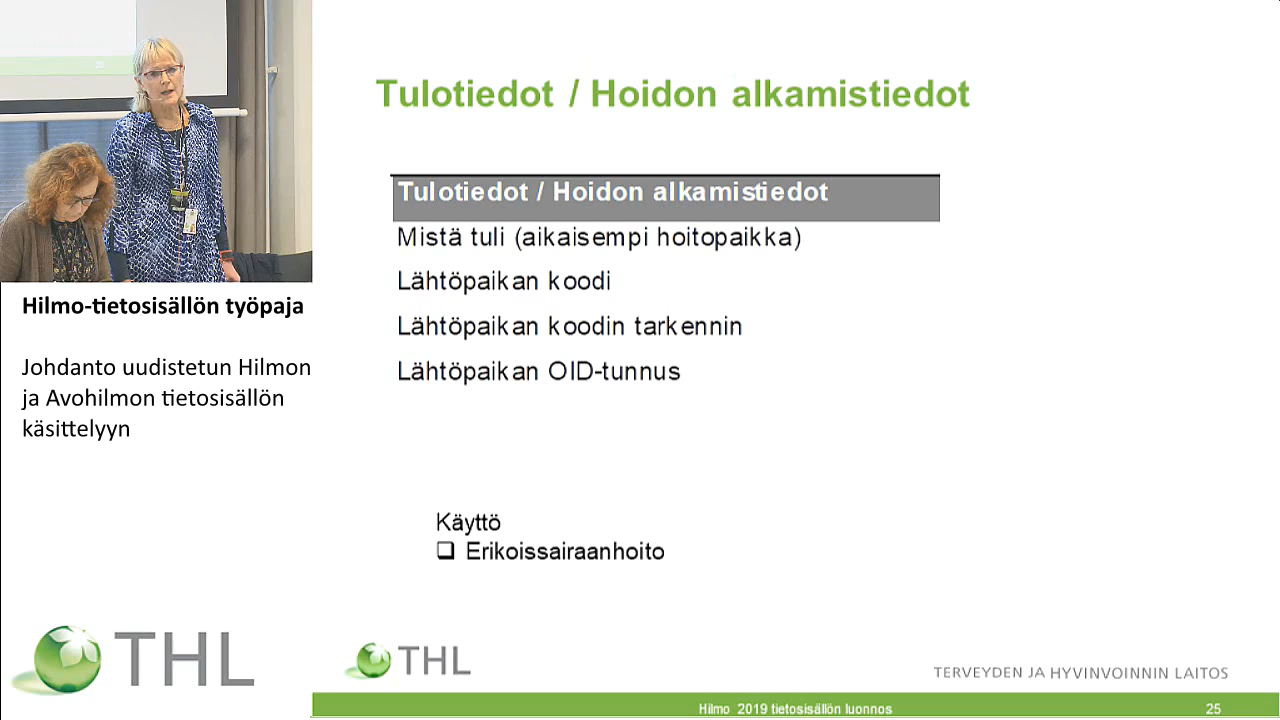 Hilmo-tietosisällön työpaja
Johdanto uudistetun Hilmon
ja Avohilmon tietosisällön
käsittelyyn
THL
Tulotiedot / Hoidon alkamistiedot
Tulotiedot / Hoidon alkamistiedot
Mistä tuli (aikaisempi hoitopaikka)
Lähtöpaikan koodi
Lähtöpaikan koodin tarkennin
Lähtöpaikan OID-tunnus
Käyttö
❑ Erikoissairaanhoito
THL
TERVEYDEN JA HYVINVOINNIN LAITOS
Hilmo 2019 tietosisällön luonnos
25